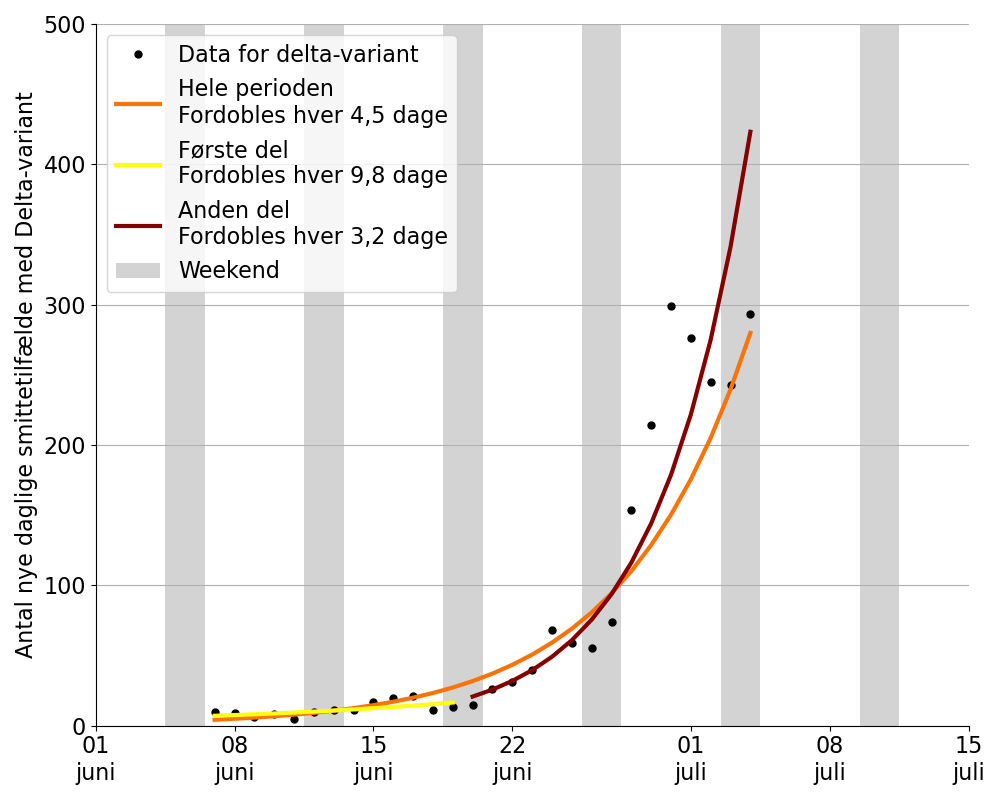 Antal nye daglige smittetilfælde med Delta-variant
500
400
300
200
100
0
Data for delta-variant
Hele perioden
Fordobles hver 4,5 dage
Første del
Fordobles hver 9,8 dage
Anden del
Fordobles hver 3,2 dage
Weekend
01
juni
08
juni
15
juni
22
juni
01
juli
08
juli
15
juli